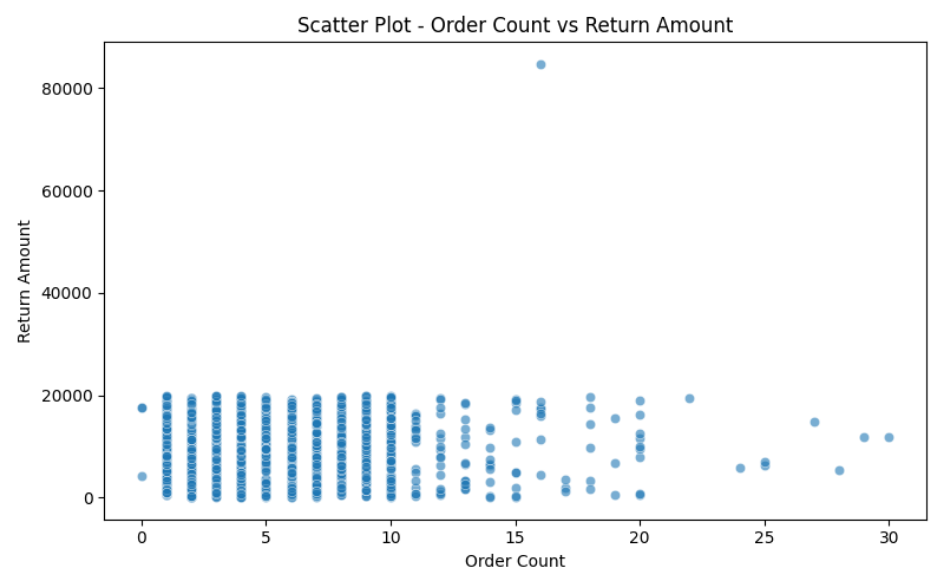 Scatter Plot - Order Count vs Return Amount
80000
60000
40000
20000
0
Return Amount
0 5 10 15 20 25 30
Order Count